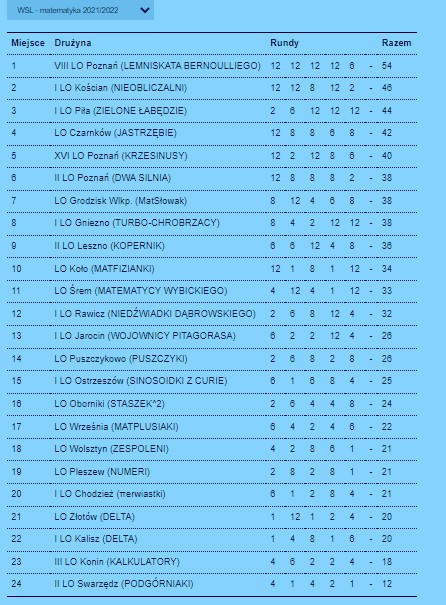 WSL - matematyka 2021/2022
Miejsce Drużyna Rundy Razem
1 VIII LO Poznań (LEMNISKATA BERNOULLIEGO) 12 12 12 12 6 - 54
2 I LO Kościan (NIEOBLICZALNI) 12 12 8 12 2 - 46
3 I LO Piła (ZIELONE ŁABĘDZIE) 2 6 12 12 12 - 44
4 LO Czarnków (JASTRZĘBIE) 12 8 8 6 8 - 42
5 XVI LO Poznań (KRZESINUSY) 12 2 12 8 6 - 40
6 II LO Poznań (DWA SILNIA) 12 8 8 8 2 - 38
7 LO Grodzisk Wlkp. (MatSłowak) 8 12 4 6 8 - 38
8 I LO Gniezno (TURBO-CHROBRZACY) 8 4 2 12 12 - 38
9 II LO Leszno (KOPERNIK) 6 6 12 4 8 - 36
10 LO Koło (MATFIZIANKI) 12 1 8 1 12 - 34
11 LO Śrem (MATEMATYCY WYBICKIEGO) 4 12 4 1 12 - 33
12 I LO Rawicz (NIEDŹWIADKI DĄBROWSKIEGO) 2 6 8 12 4 - 32
13 I LO Jarocin (WOJOWNICY PITAGORASA) 6 2 2 12 4 - 26
14 LO Puszczykowo (PUSZCZYKI) 2 6 8 2 8 - 26
15 I LO Ostrzeszów (SINOSOIDKI Z CURIE) 6 1 6 8 4 - 25
16 LO Oborniki (STASZEK^2) 2 6 4 4 8 - 24
17 LO Września (MATPLUSIAKI) 6 4 2 4 6 - 22
18 LO Wolsztyn (ZESPOLENI) 4 2 8 6 1 - 21
19 LO Pleszew (NUMERI) 2 8 2 8 1 - 21
20 I LO Chodzież (πerwiastki) 6 1 2 8 4 - 21
21 LO Złotów (DELTA) 1 12 1 2 4 - 20
22 I LO Kalisz (DELTA) 1 4 8 1 6 - 20
23 III LO Konin (KALKULATORY) 4 6 2 2 4 - 18
24 II LO Swarzędz (PODGÓRNIAKI) 4 1 4 2 1 - 12